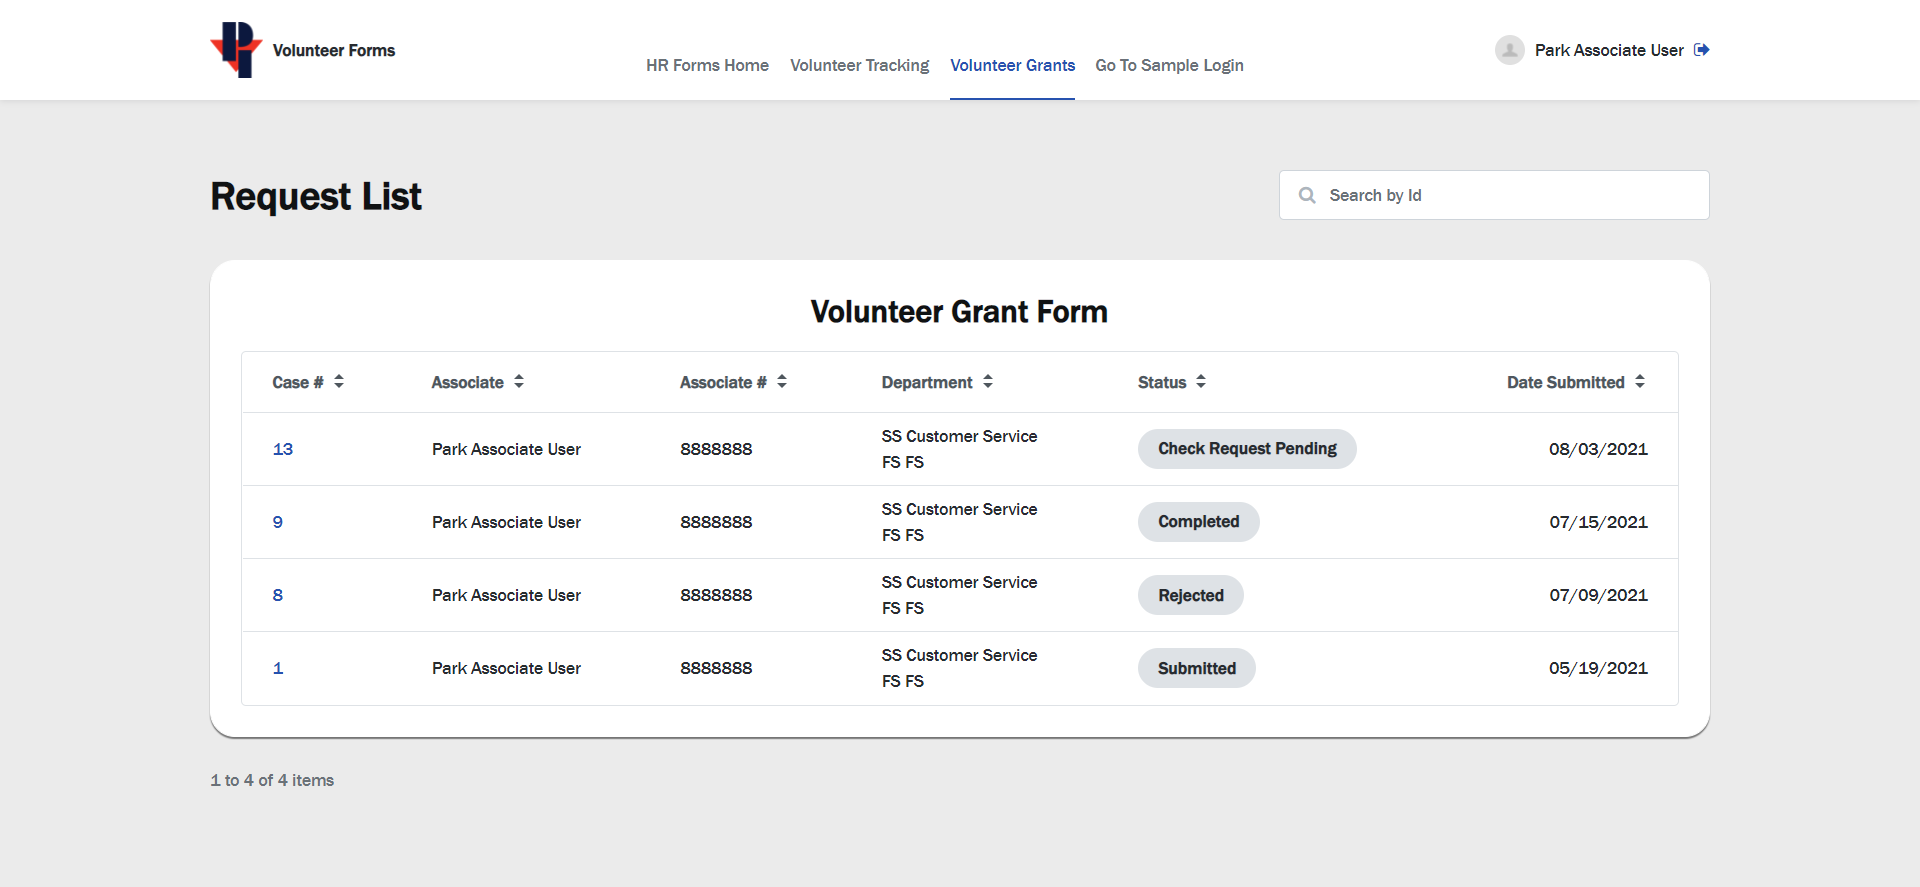 Volunteer Forms
HR Forms Home Volunteer Tracking Volunteer Grants Go To Sample Login
Park Associate User
Request List
Search by Id
Volunteer Grant Form
Case # Associate Associate # Department Status Date Submitted
13 Park Associate User 8888888 SS Customer Service FS FS Check Request Pending 08/03/2021
9 Park Associate User 8888888 SS Customer Service FS FS Completed 07/15/2021
8 Park Associate User 8888888 SS Customer Service FS FS Rejected 07/09/2021
1 Park Associate User 8888888 SS Customer Service FS FS Submitted 05/19/2021
1 to 4 of 4 items